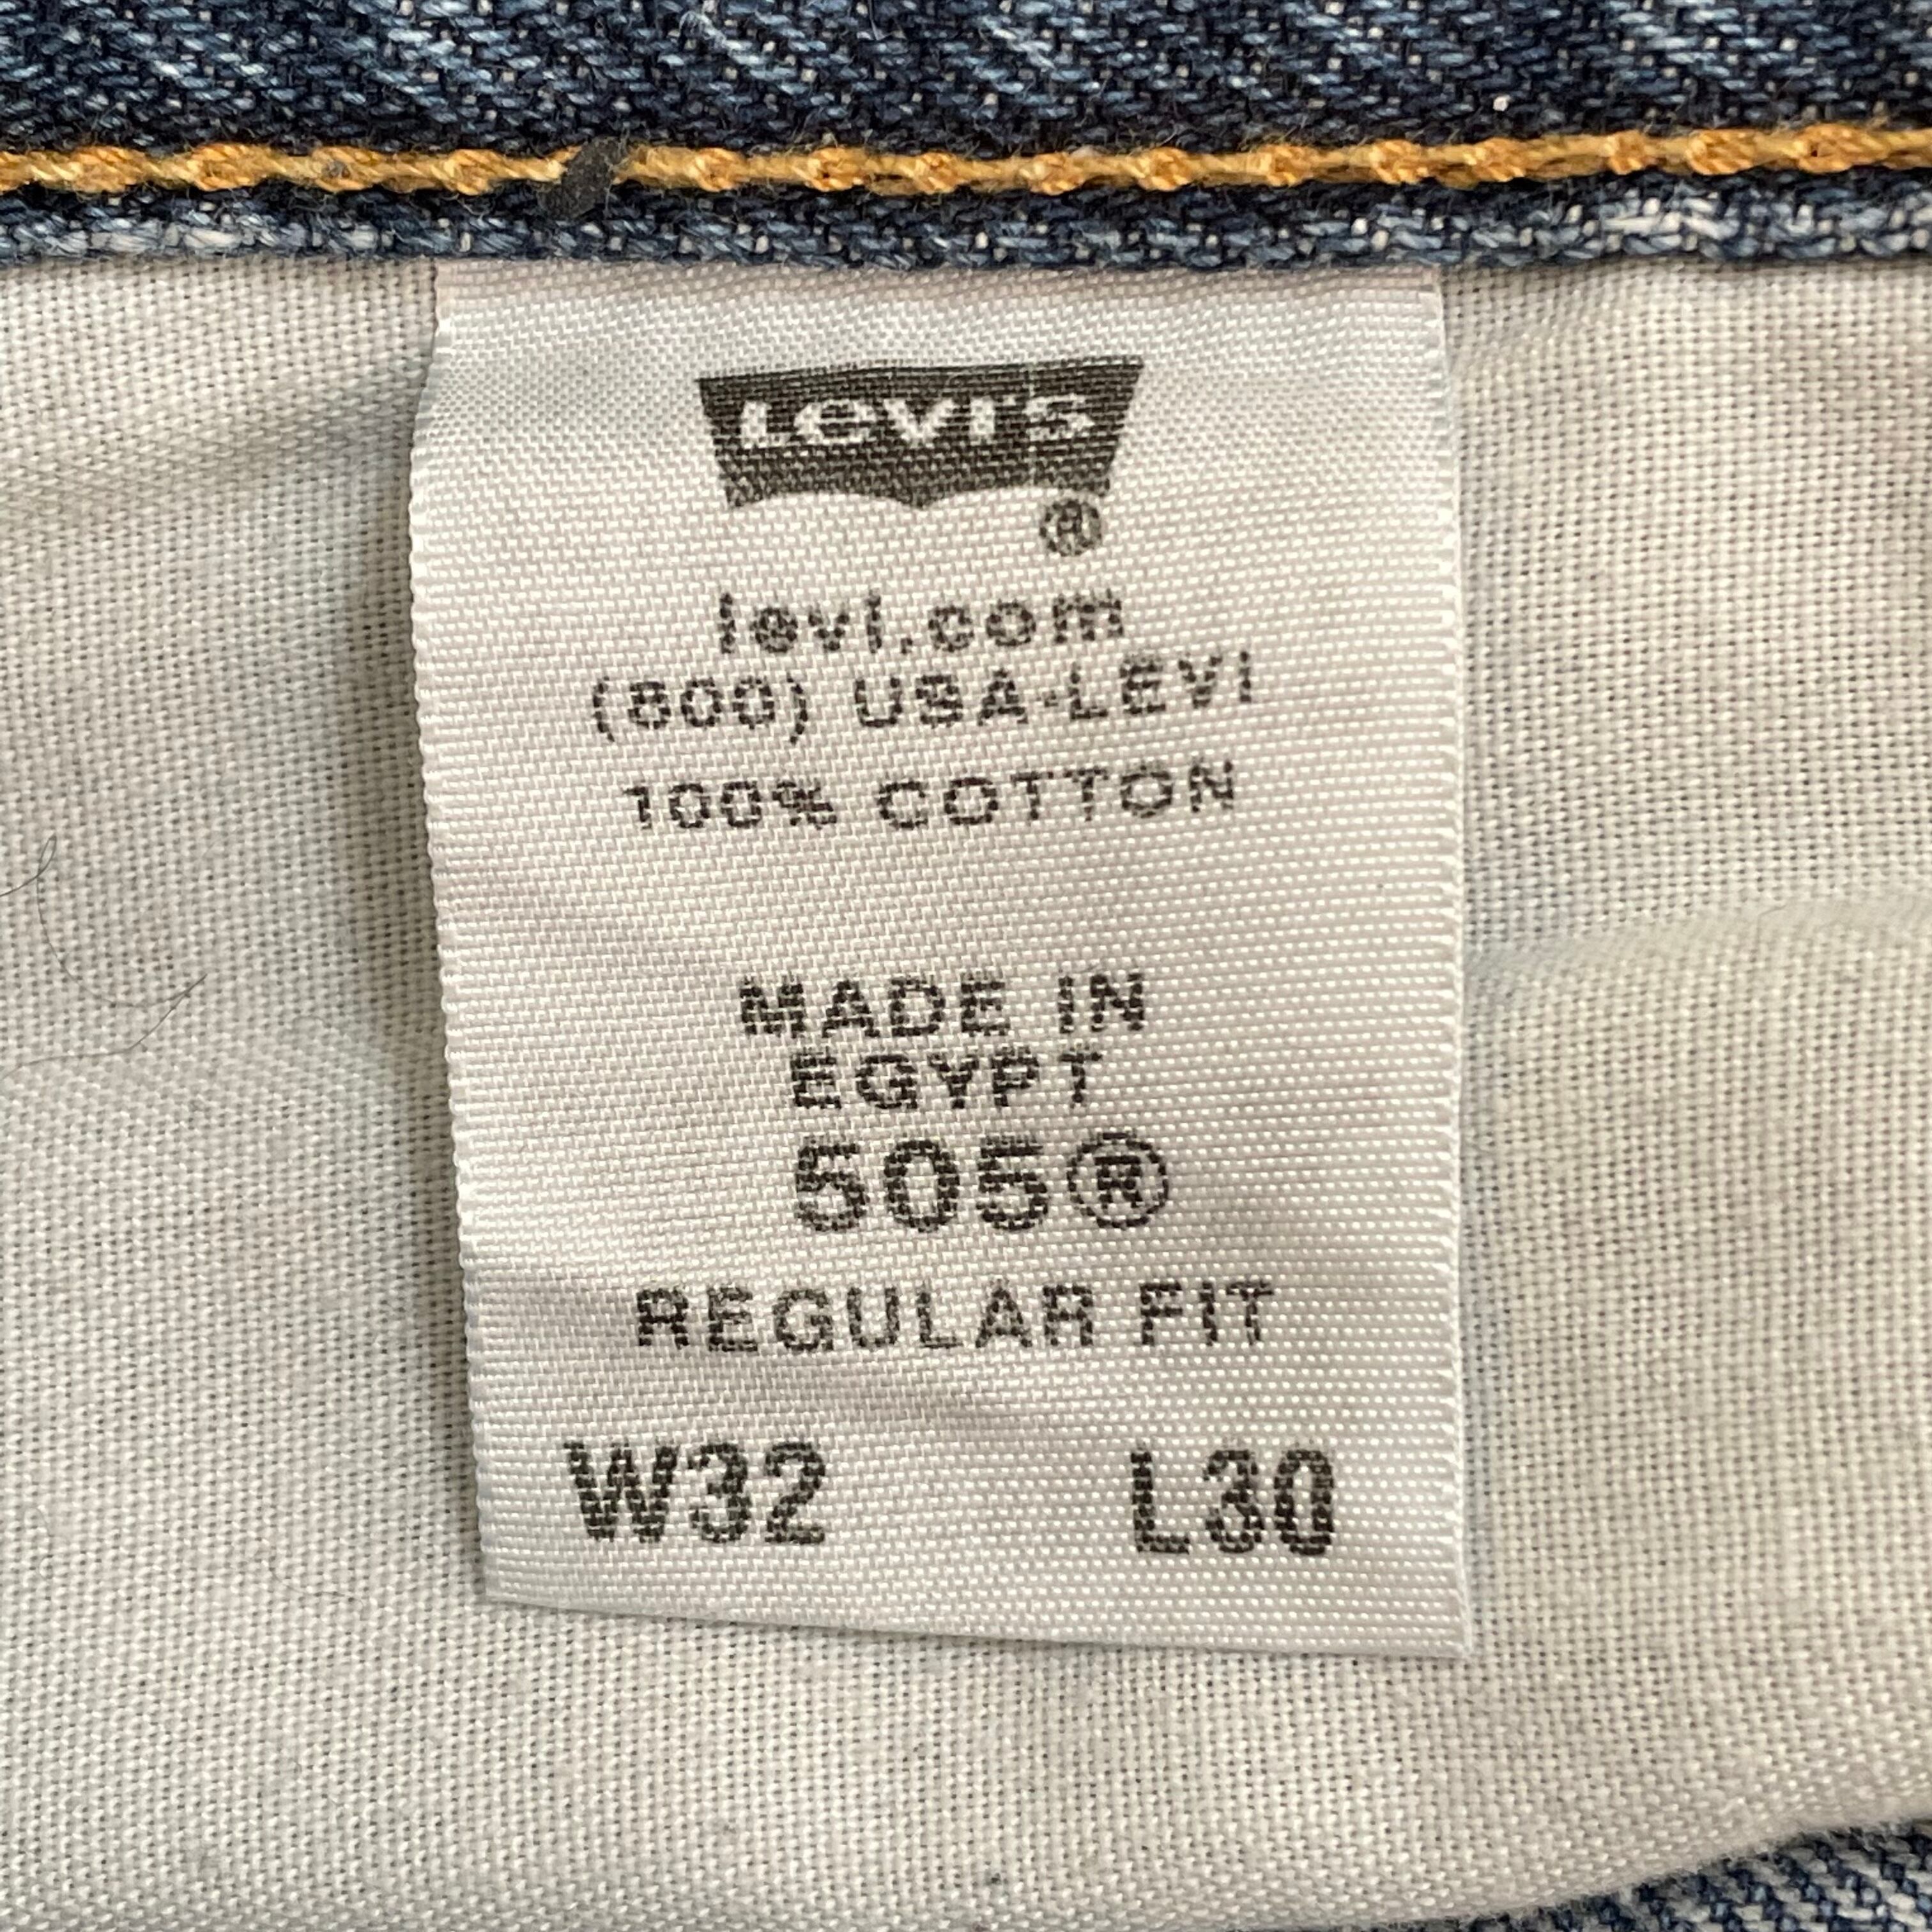 Levi's
®
levi.com
(800) USA-LEVI
100% COTTON
MADE IN
EGYPT
505®
REGULAR FIT
W32 L30